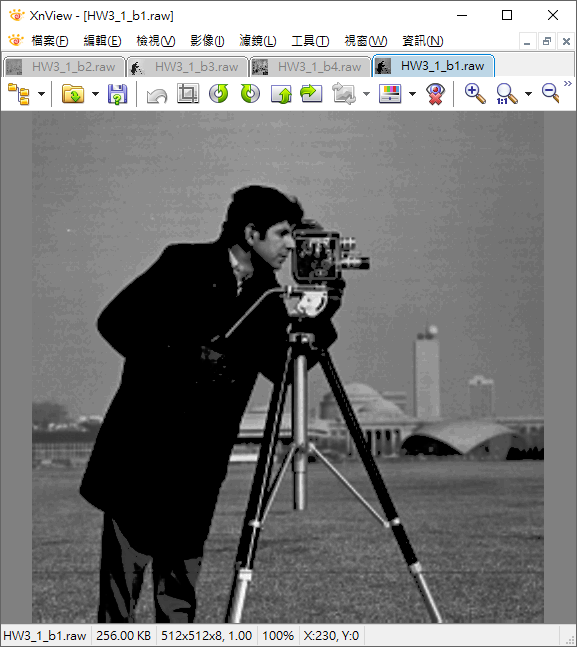 XnView - [HW3_1_b1.raw]
檔案(F) 編輯(E) 檢視(V) 影像(I) 濾鏡(L) 工具(T) 視窗(W) 資訊(N)
HW3_1_b2.raw HW3_1_b3.raw HW3_1_b4.raw HW3_1_b1.raw
1:1
HW3_1_b1.raw 256.00 KB 512x512x8, 1.00 100% X:230, Y:0